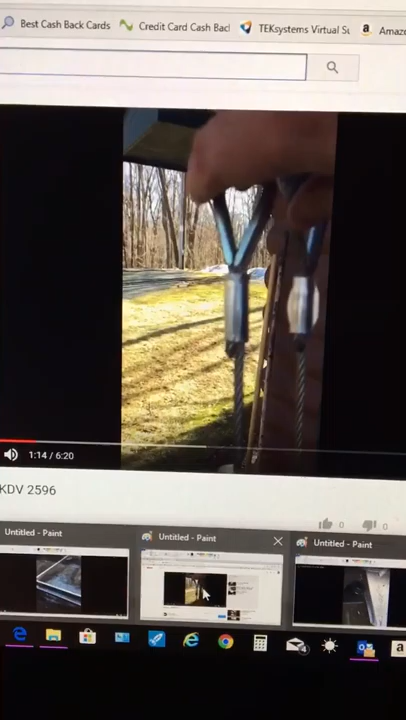 Best Cash Back Cards
Credit Card Cash Bac
TEKsystems Virtual Su
Amazo
1:14 / 6:20
KDV 2596
0
0
Untitled - Paint
Untitled - Paint
Untitled - Paint